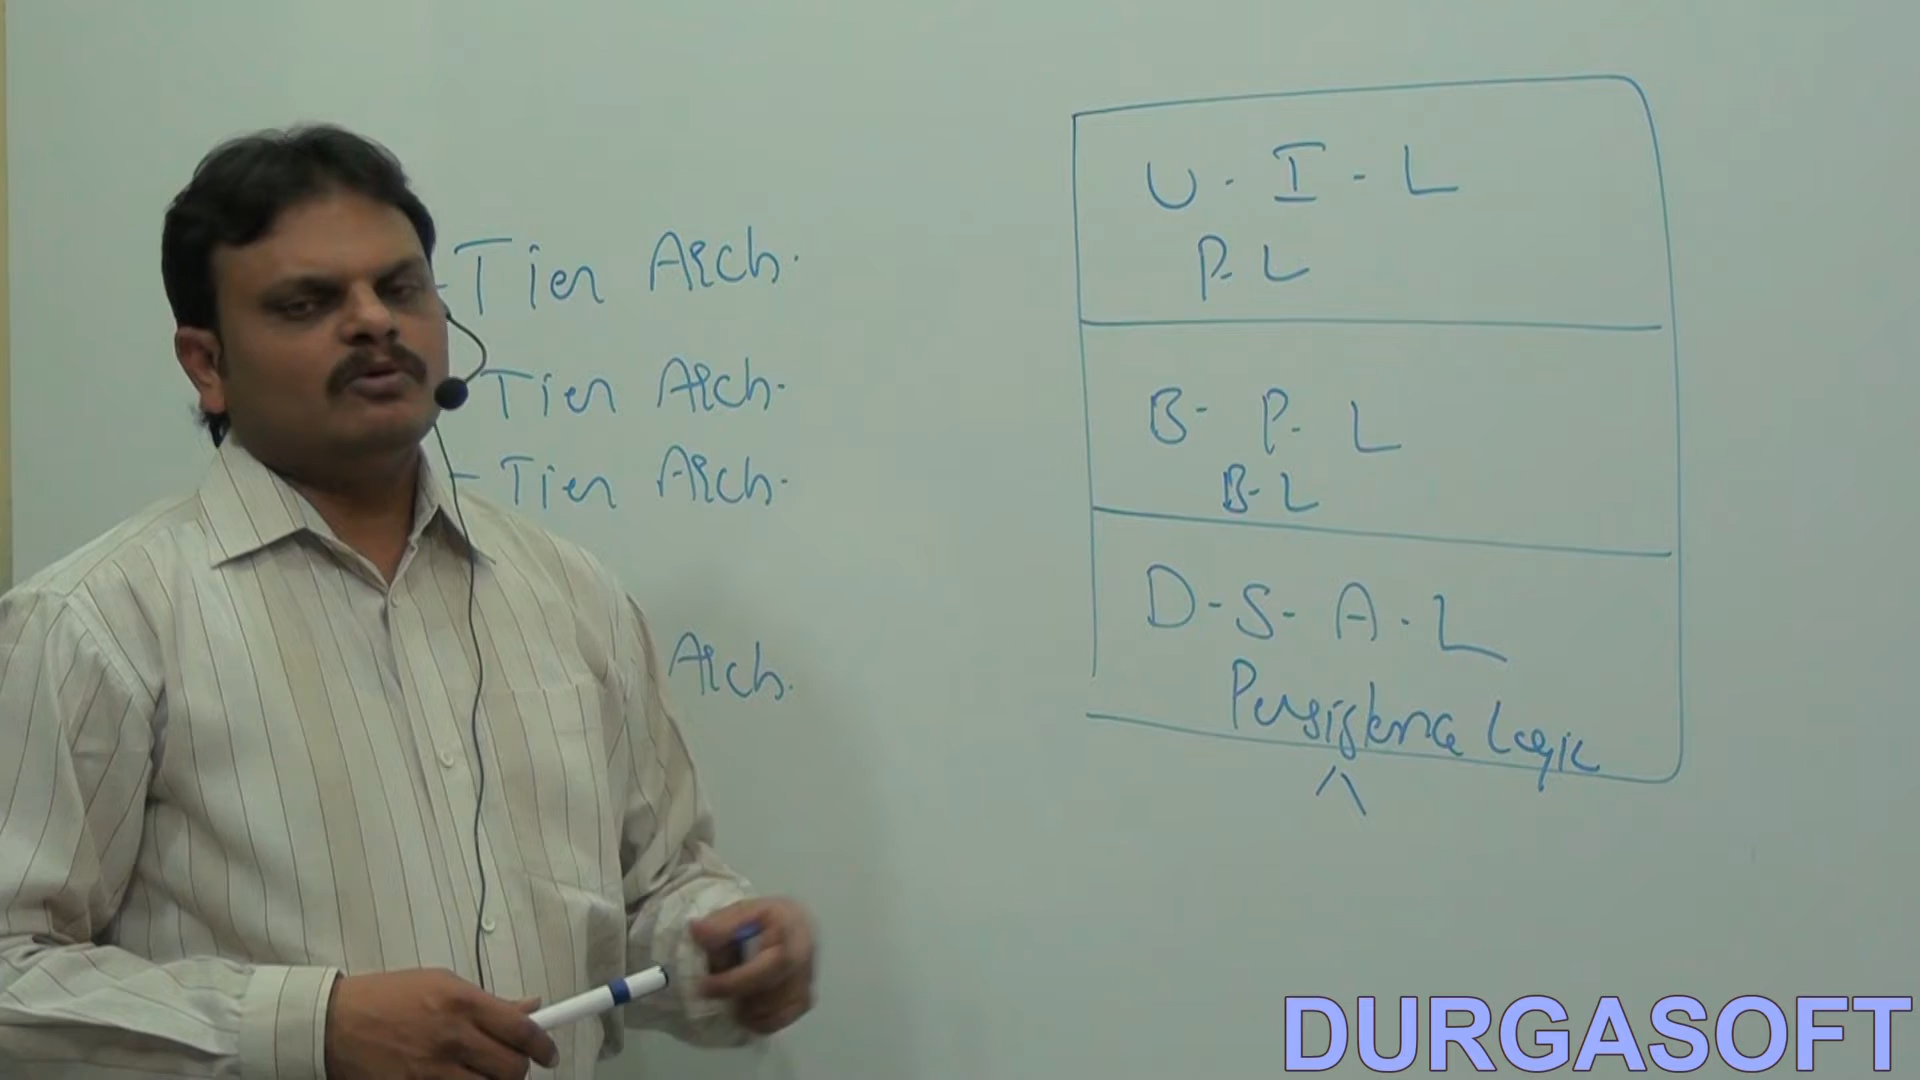 -Tier Arch.
Tier Arch.
-Tier Arch.
Arch.
U - I - L
P- L
B- P- L
B- L
D-S- A. L
Persistence Logic
DURGASOFT